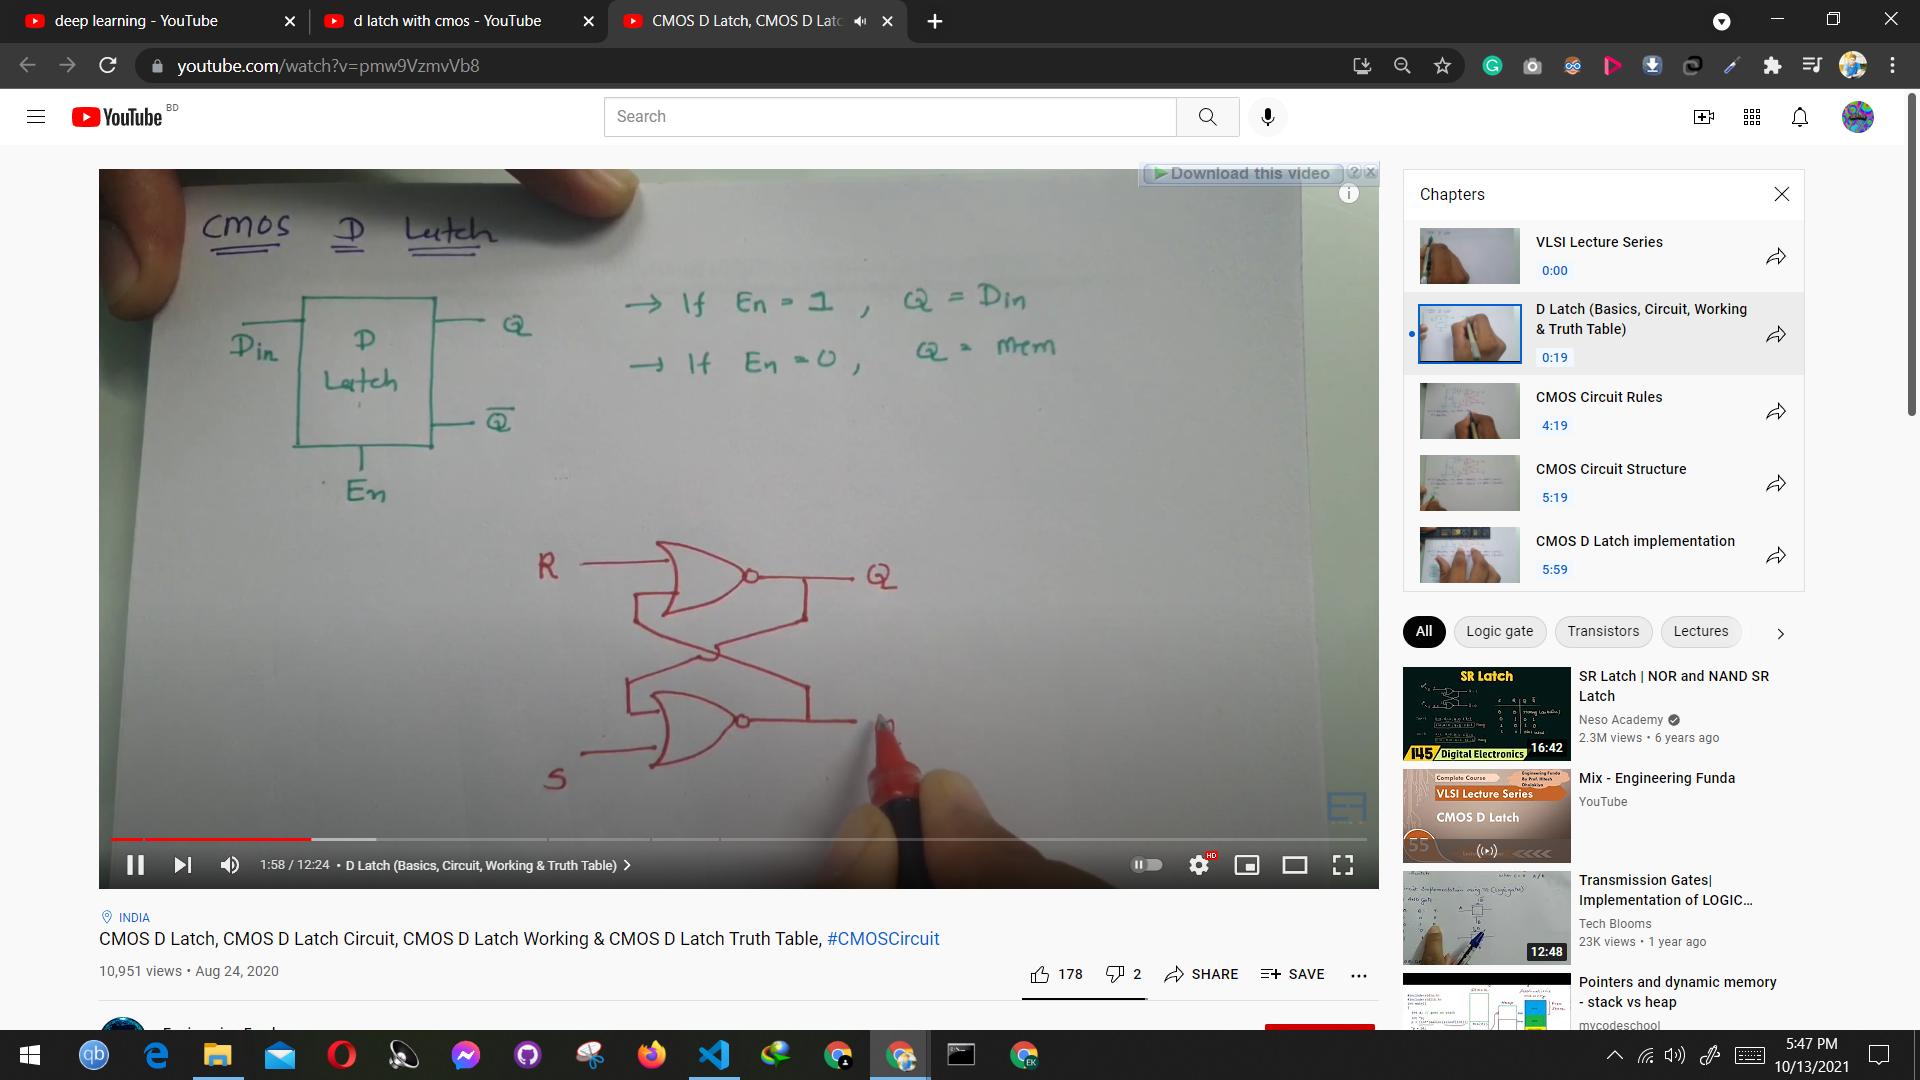 deep learning - YouTube
d latch with cmos - YouTube
CMOS D Latch, CMOS D Latc
youtube.com/watch?v=pmw9VzmvVb8
YouTube BD
Search
Download this video
CMOS D Latch
Din
D
Latch
Q
Q̅
En
→ If En = 1 , Q = Din
→ If En = 0 , Q = mem
R
Q
S
1:58 / 12:24 • D Latch (Basics, Circuit, Working & Truth Table)
HD
INDIA
CMOS D Latch, CMOS D Latch Circuit, CMOS D Latch Working & CMOS D Latch Truth Table, #CMOSCircuit
10,951 views • Aug 24, 2020
178
2
SHARE
SAVE
Chapters
VLSI Lecture Series
0:00
D Latch (Basics, Circuit, Working
& Truth Table)
0:19
CMOS Circuit Rules
4:19
CMOS Circuit Structure
5:19
CMOS D Latch implementation
5:59
All
Logic gate
Transistors
Lectures
SR Latch
145 Digital Electronics
16:42
SR Latch | NOR and NAND SR
Latch
Neso Academy
2.3M views • 6 years ago
Complete Course
VLSI Lecture Series
CMOS D Latch
55
Mix - Engineering Funda
YouTube
12:48
Transmission Gates|
Implementation of LOGIC...
Tech Blooms
23K views • 1 year ago
Pointers and dynamic memory
- stack vs heap
mycodeschool
qb
EK
5:47 PM
10/13/2021